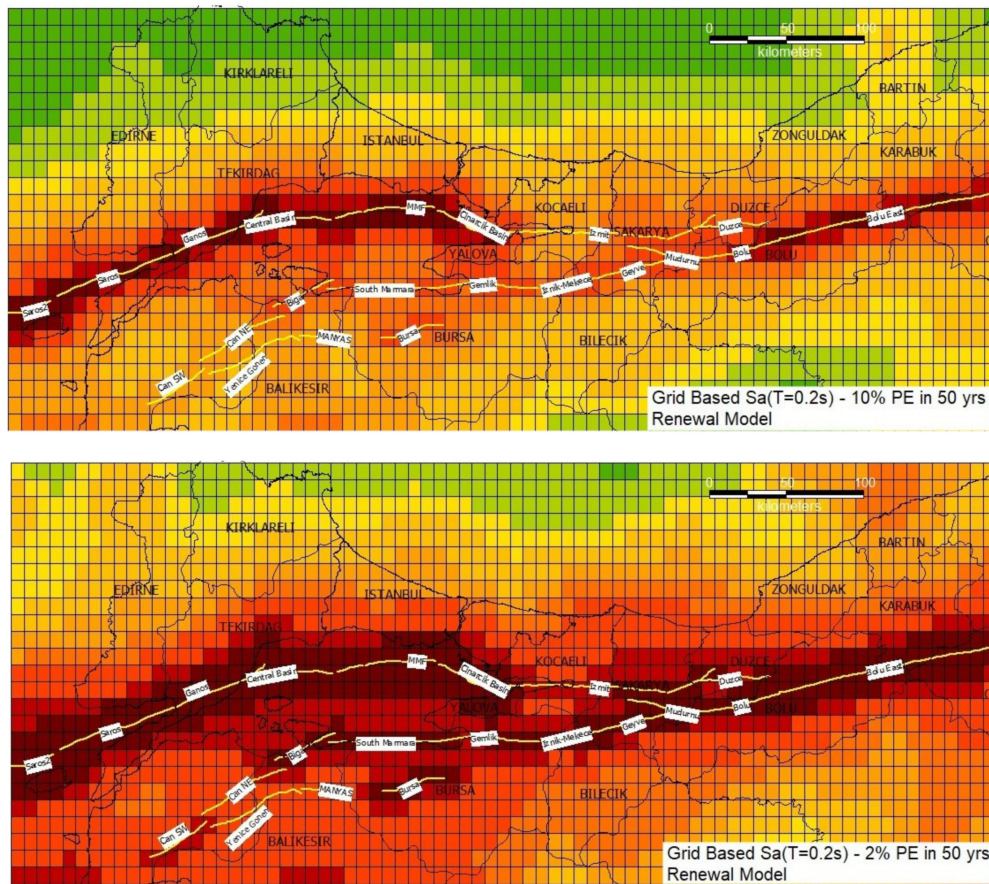 0 50 100
kilometers
KIRKLARELI
BARTIN
EDIRNE
ISTANBUL
ZONGULDAK
KARABUK
TEKIRDAG
MMF
KOCAELI
DUZCE
Bolu East
Central Basin
Cinarcik Basin
Izmit
SAKARYA
Duzce
Ganos
YALOVA
Mudurnu
Bolu
BOLU
Saros
Geyve
Saros2
Biga
South Marmara
Gemlik
Iznik-Mekece
Can NE
MANYAS
Bursa
BURSA
BILECIK
Can SW
Yenice Gonen
BALIKESIR
Grid Based Sa(T=0.2s) - 10% PE in 50 yrs
Renewal Model
0 50 100
kilometers
KIRKLARELI
BARTIN
EDIRNE
ISTANBUL
ZONGULDAK
KARABUK
TEKIRDAG
MMF
KOCAELI
DUZCE
Bolu East
Central Basin
Cinarcik Basin
Izmit
SAKARYA
Duzce
Ganos
YALOVA
Mudurnu
Bolu
BOLU
Saros
Geyve
Saros2
Biga
South Marmara
Gemlik
Iznik-Mekece
Can NE
MANYAS
Bursa
BURSA
BILECIK
Can SW
Yenice Gonen
BALIKESIR
Grid Based Sa(T=0.2s) - 2% PE in 50 yrs
Renewal Model